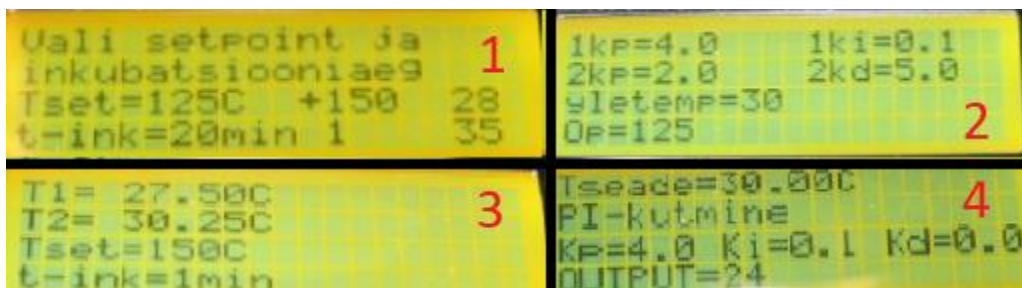 Vali setpoint ja
inkubatsiooniaeg
Tset=125C +150 28
t-ink=20min 1 35
1
1kp=4.0 1ki=0.1
2kp=2.0 2kd=5.0
yletemp=30
Op=125
2
T1= 27.50C
T2= 30.25C
Tset=150C
t-ink=1min
3
Tseade=30.00C
PI-kutmine
Kp=4.0 Ki=0.1 Kd=0.0
OUTPUT=24
4